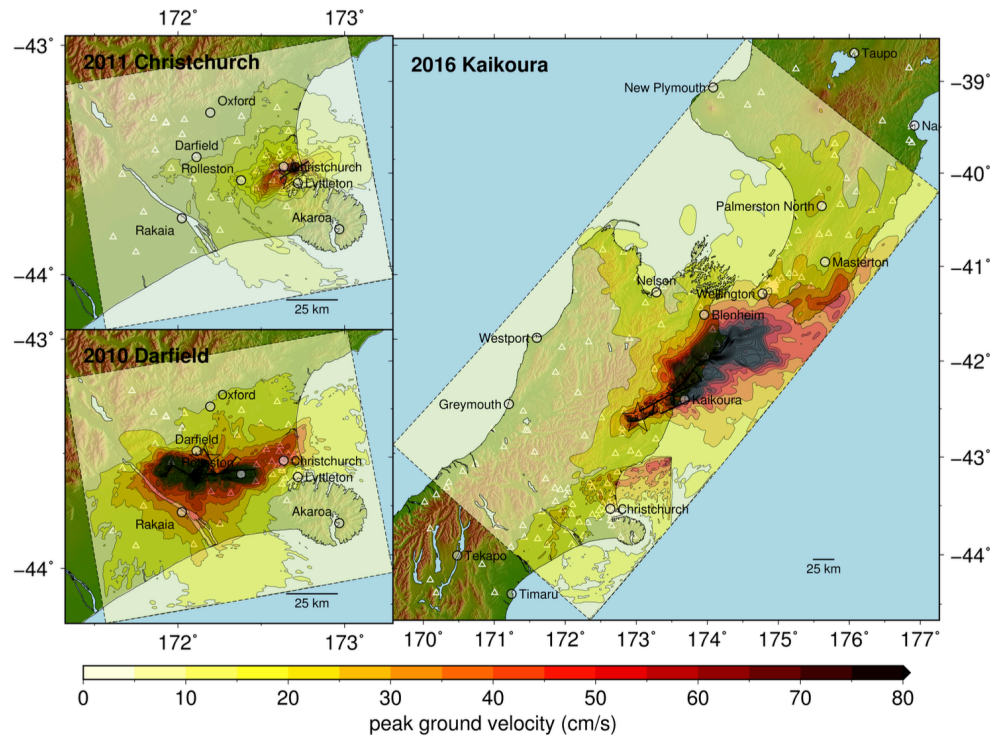 172˚ 173˚
−43˚
2011 Christchurch
Oxford
Darfield
Rolleston
Christchurch
Lyttleton
Akaroa
Rakaia
−44˚
25 km
−43˚
2010 Darfield
Oxford
Darfield
Rolleston
Christchurch
Lyttleton
Akaroa
Rakaia
−44˚
25 km
172˚ 173˚
2016 Kaikoura
Taupo
New Plymouth
−39˚
Na
−40˚
Palmerston North
Masterton
−41˚
Nelson
Wellington
Blenheim
Westport
−42˚
Kaikoura
Greymouth
−43˚
Christchurch
Tekapo
−44˚
25 km
Timaru
170˚ 171˚ 172˚ 173˚ 174˚ 175˚ 176˚ 177˚
0 10 20 30 40 50 60 70 80
peak ground velocity (cm/s)